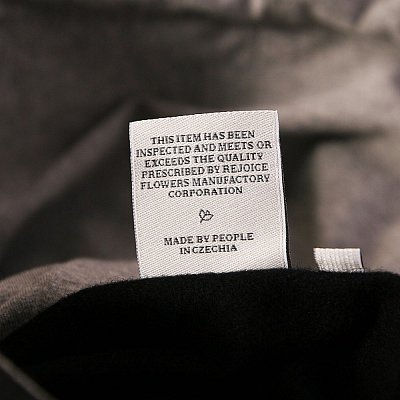 THIS ITEM HAS BEEN
INSPECTED AND MEETS OR
EXCEEDS THE QUALITY
PRESCRIBED BY REJOICE
FLOWERS MANUFACTORY
CORPORATION
MADE BY PEOPLE
IN CZECHIA